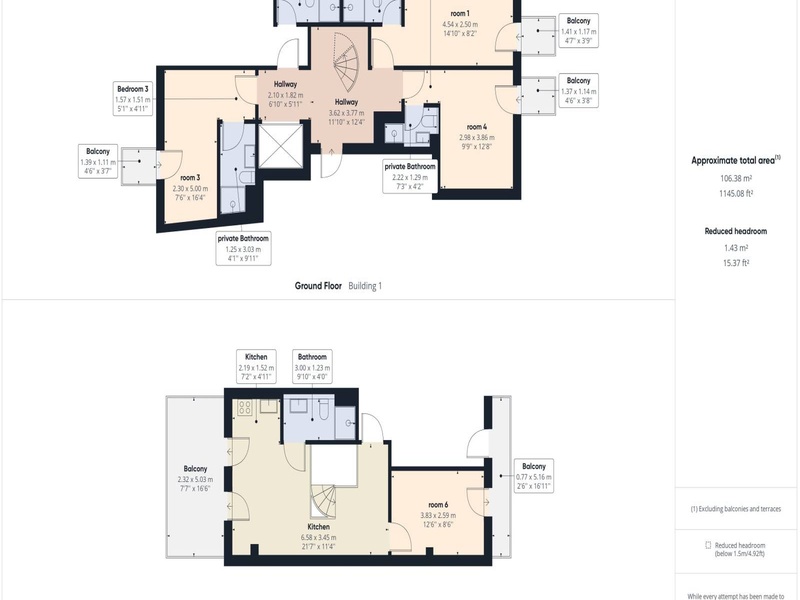 room 1
4.54 x 2.50 m
14'10" x 8'2"
Balcony
1.41 x 1.17 m
4'7" x 3'9"
Hallway
2.10 x 1.82 m
6'10" x 5'11"
Hallway
3.62 x 3.77 m
11'10" x 12'4"
Bedroom 3
1.57 x 1.51 m
5'1" x 4'11"
Balcony
1.37 x 1.14 m
4'6" x 3'8"
room 4
2.98 x 3.86 m
9'9" x 12'8"
Balcony
1.39 x 1.11 m
4'6" x 3'7"
room 3
2.30 x 5.00 m
7'6" x 16'4"
private Bathroom
2.22 x 1.29 m
7'3" x 4'2"
private Bathroom
1.25 x 3.03 m
4'1" x 9'11"
Ground Floor Building 1
Approximate total area(1)
106.38 m²
1145.08 ft²
Reduced headroom
1.43 m²
15.37 ft²
Kitchen
2.19 x 1.52 m
7'2" x 4'11"
Bathroom
3.00 x 1.23 m
9'10" x 4'0"
Balcony
2.32 x 5.03 m
7'7" x 16'6"
Balcony
0.77 x 5.16 m
2'6" x 16'11"
room 6
3.83 x 2.59 m
12'6" x 8'6"
Kitchen
6.58 x 3.45 m
21'7" x 11'4"
(1) Excluding balconies and terraces
Reduced headroom
(below 1.5m/4.92ft)
While every attempt has been made to